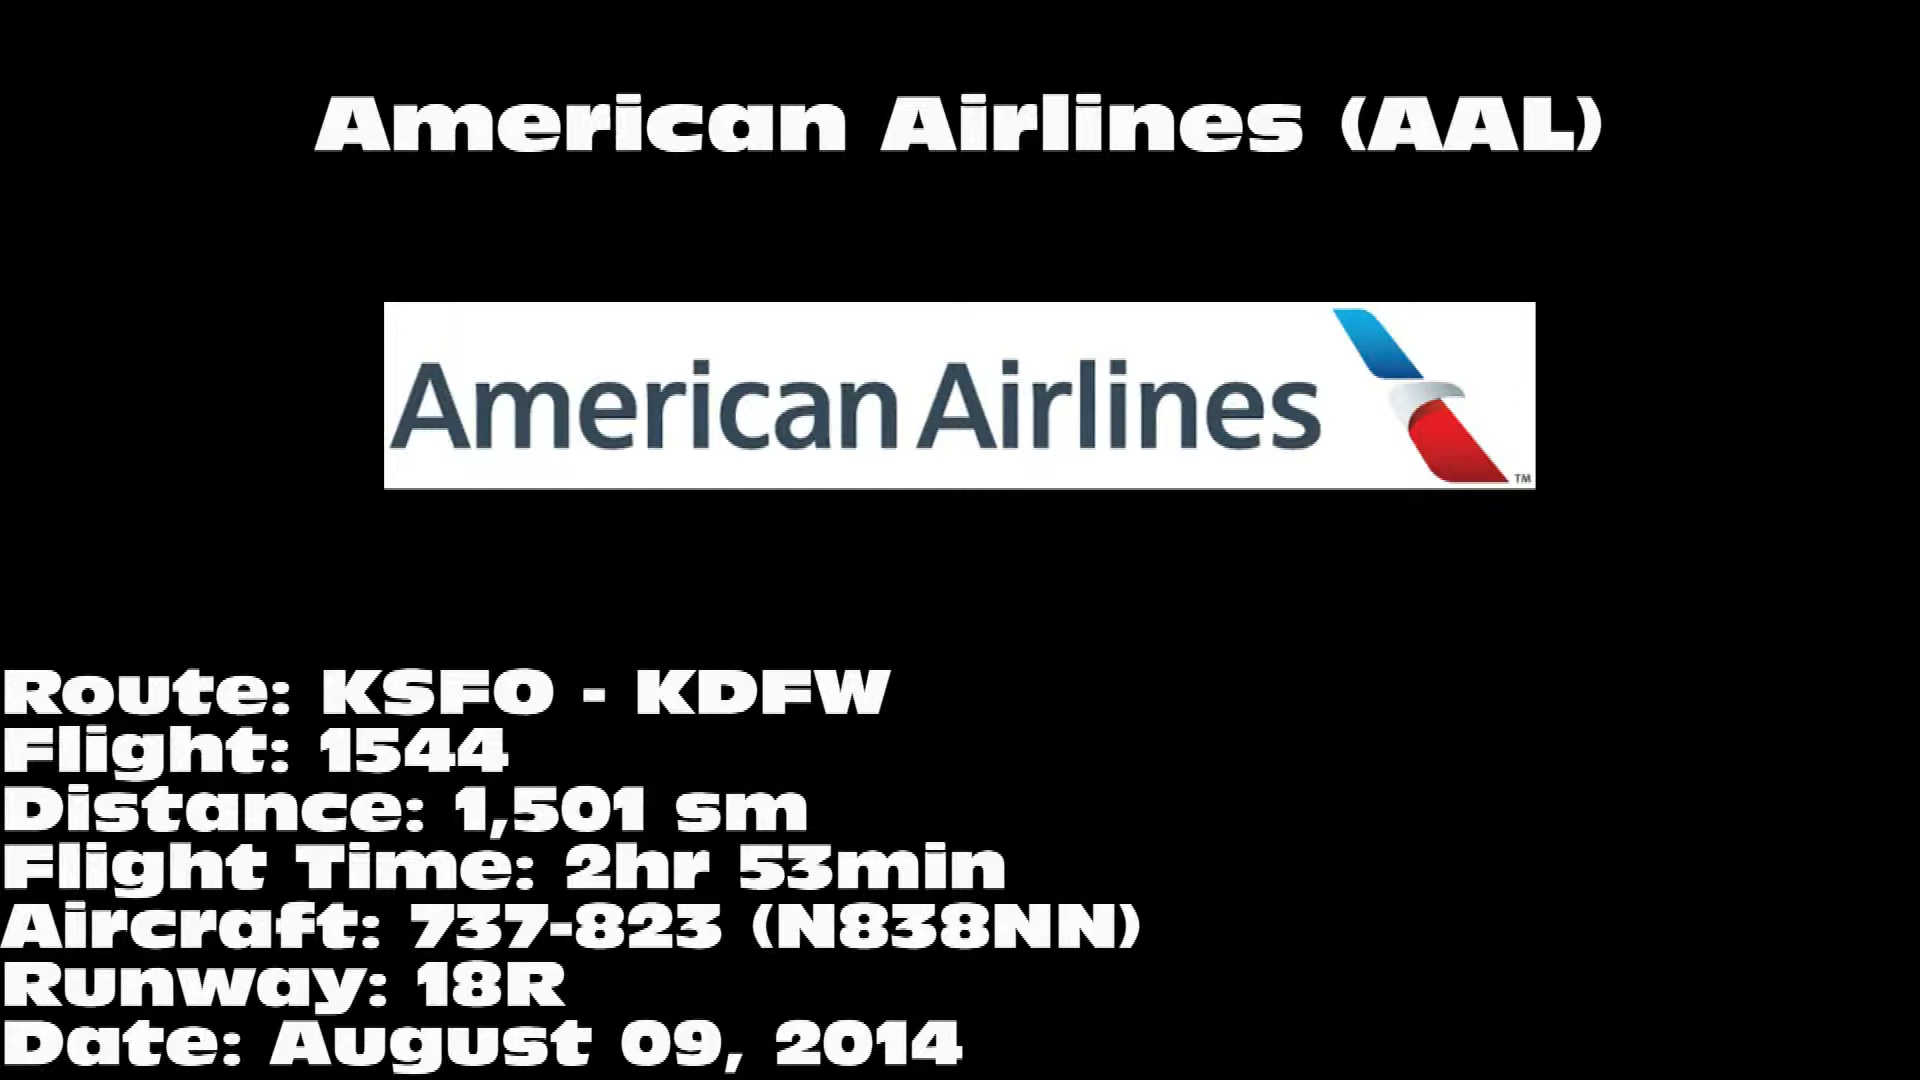 American Airlines (AAL)
American Airlines
TM
Route: KSFO - KDFW
Flight: 1544
Distance: 1,501 sm
Flight Time: 2hr 53min
Aircraft: 737-823 (N838NN)
Runway: 18R
Date: August 09, 2014